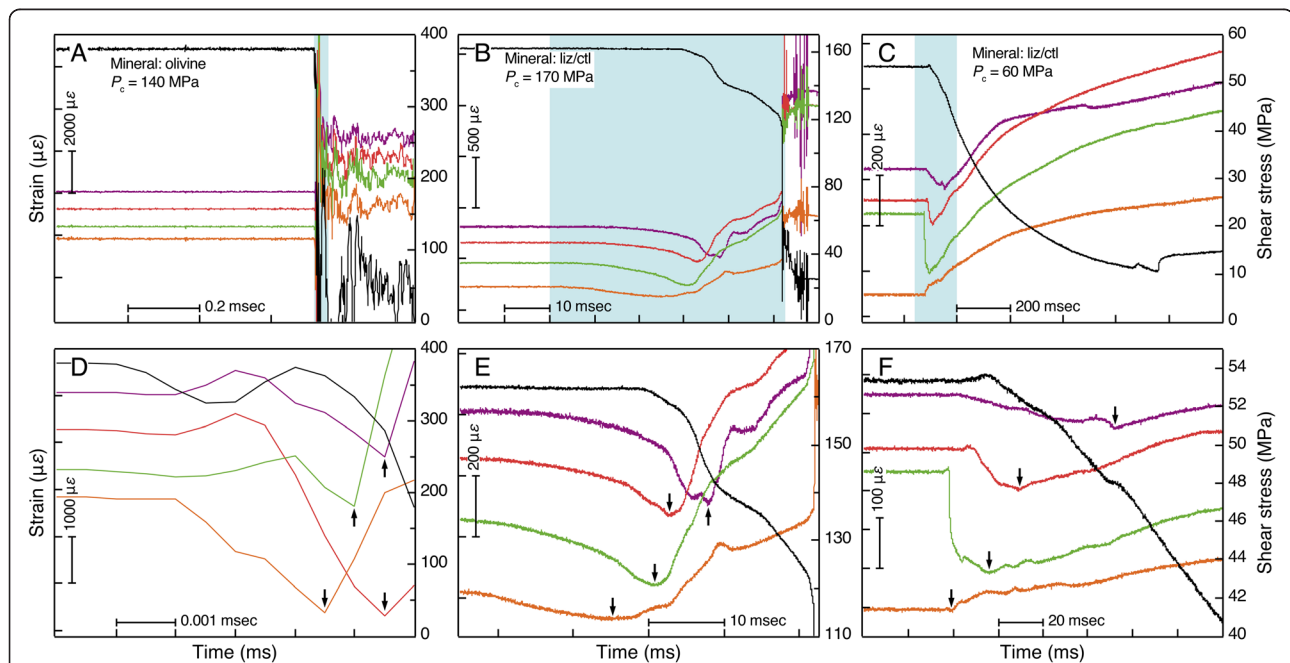 A
Mineral: olivine
Pc = 140 MPa
2000 με
0.2 msec
400
300
200
100
0
B
Mineral: liz/ctl
Pc = 170 MPa
500 με
10 msec
160
120
80
40
0
C
Mineral: liz/ctl
Pc = 60 MPa
200 με
200 msec
60
50
40
30
20
10
0
Strain (με)
Shear stress (MPa)
D
1000 με
0.001 msec
400
300
200
100
0
E
200 με
10 msec
170
150
130
110
F
100 με
20 msec
54
52
50
48
46
44
42
40
Strain (με)
Shear stress (MPa)
Time (ms)
Time (ms)
Time (ms)